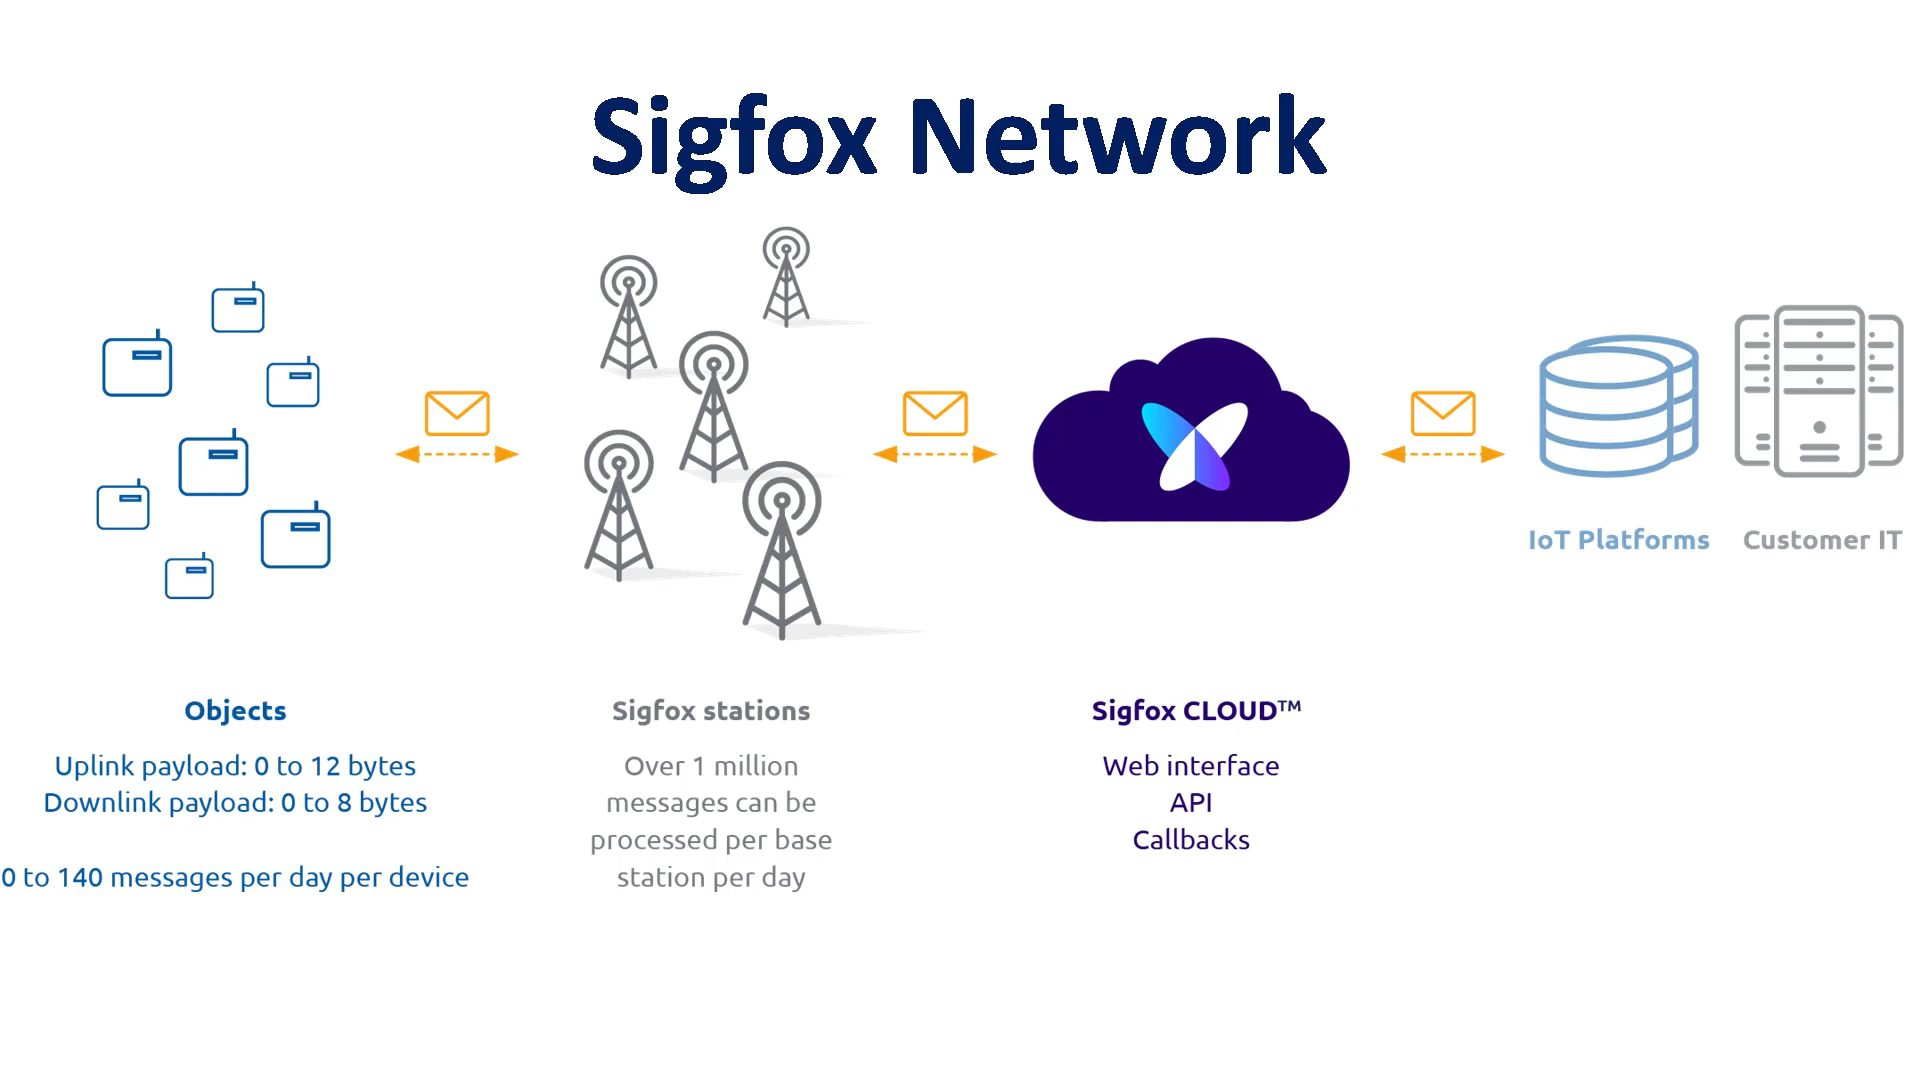 Sigfox Network
IoT Platforms
Customer IT
Objects
Uplink payload: 0 to 12 bytes
Downlink payload: 0 to 8 bytes
0 to 140 messages per day per device
Sigfox stations
Over 1 million
messages can be
processed per base
station per day
Sigfox CLOUD™
Web interface
API
Callbacks